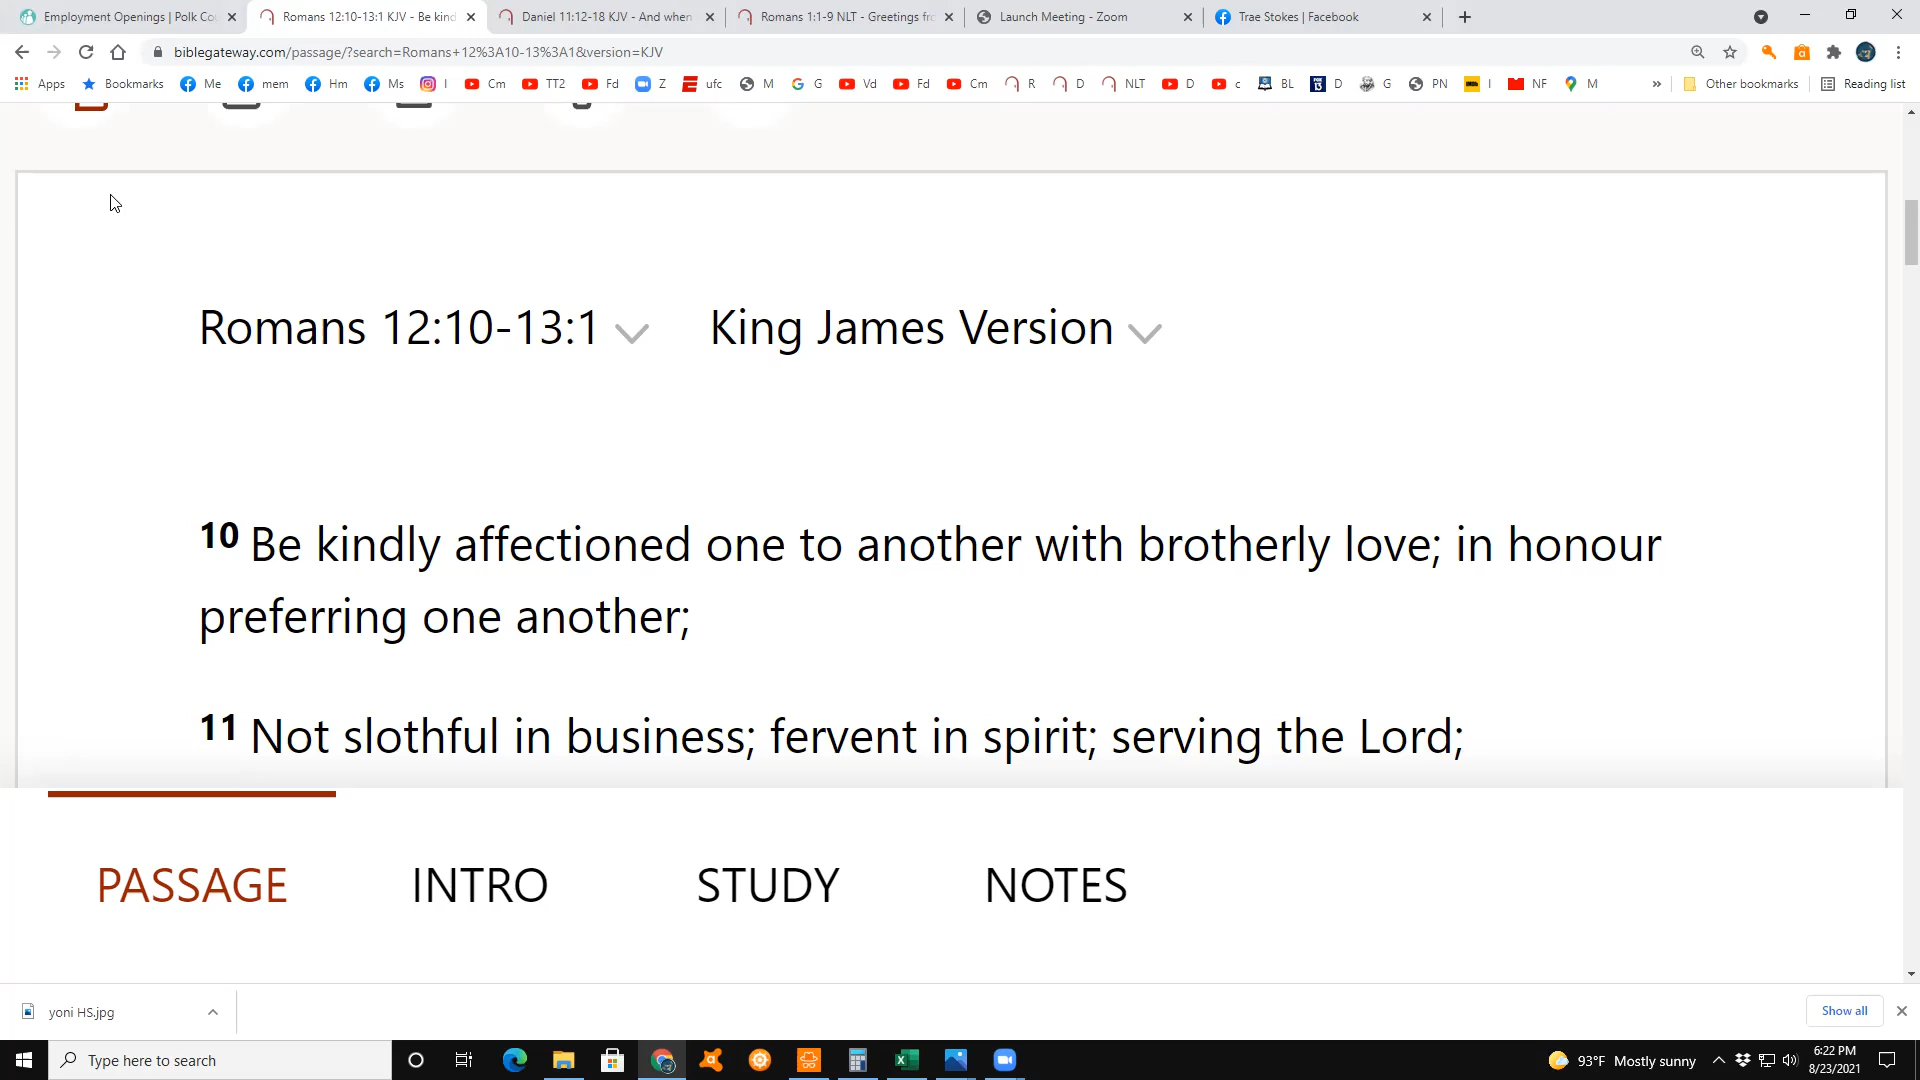 Employment Openings | Polk Co
Romans 12:10-13:1 KJV - Be kind
Daniel 11:12-18 KJV - And when
Romans 1:1-9 NLT - Greetings fr
Launch Meeting - Zoom
Trae Stokes | Facebook
biblegateway.com/passage/?search=Romans+12%3A10-13%3A1&version=KJV
Apps Bookmarks Me mem Hm Ms I Cm TT2 Fd Z ufc M G Vd Fd Cm R D NLT D c BL D G PN I NF M » Other bookmarks Reading list
Romans 12:10-13:1 King James Version
10 Be kindly affectioned one to another with brotherly love; in honour
preferring one another;
11 Not slothful in business; fervent in spirit; serving the Lord;
PASSAGE INTRO STUDY NOTES
yoni HS.jpg
Show all
Type here to search
93°F Mostly sunny
6:22 PM
8/23/2021